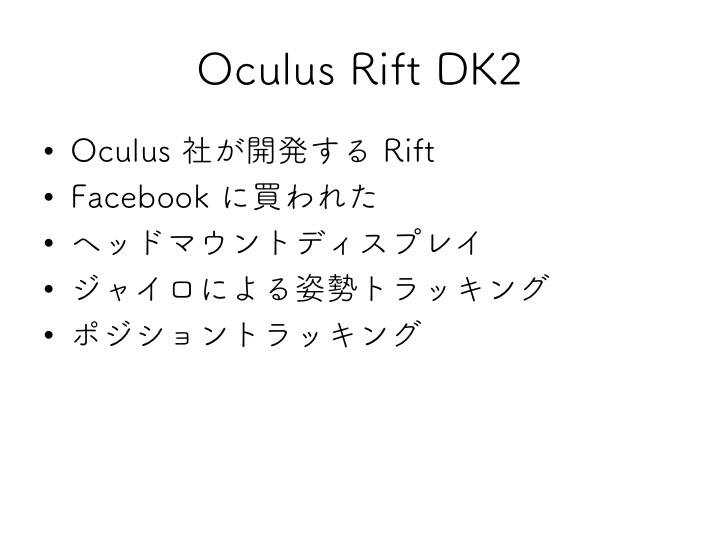 Oculus Rift DK2
• Oculus 社が開発する Rift
• Facebook に買われた
• ヘッドマウントディスプレイ
• ジャイロによる姿勢トラッキング
• ポジショントラッキング